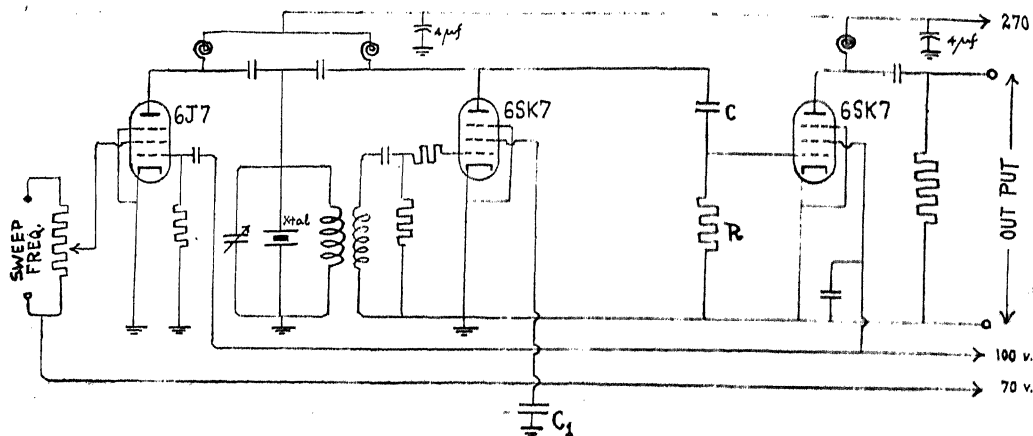 270
4μf
4μf
6J7
6SK7
6SK7
C
SWEEP
FREQ.
xtal
R
OUT PUT
100 v.
70 v.
C₁